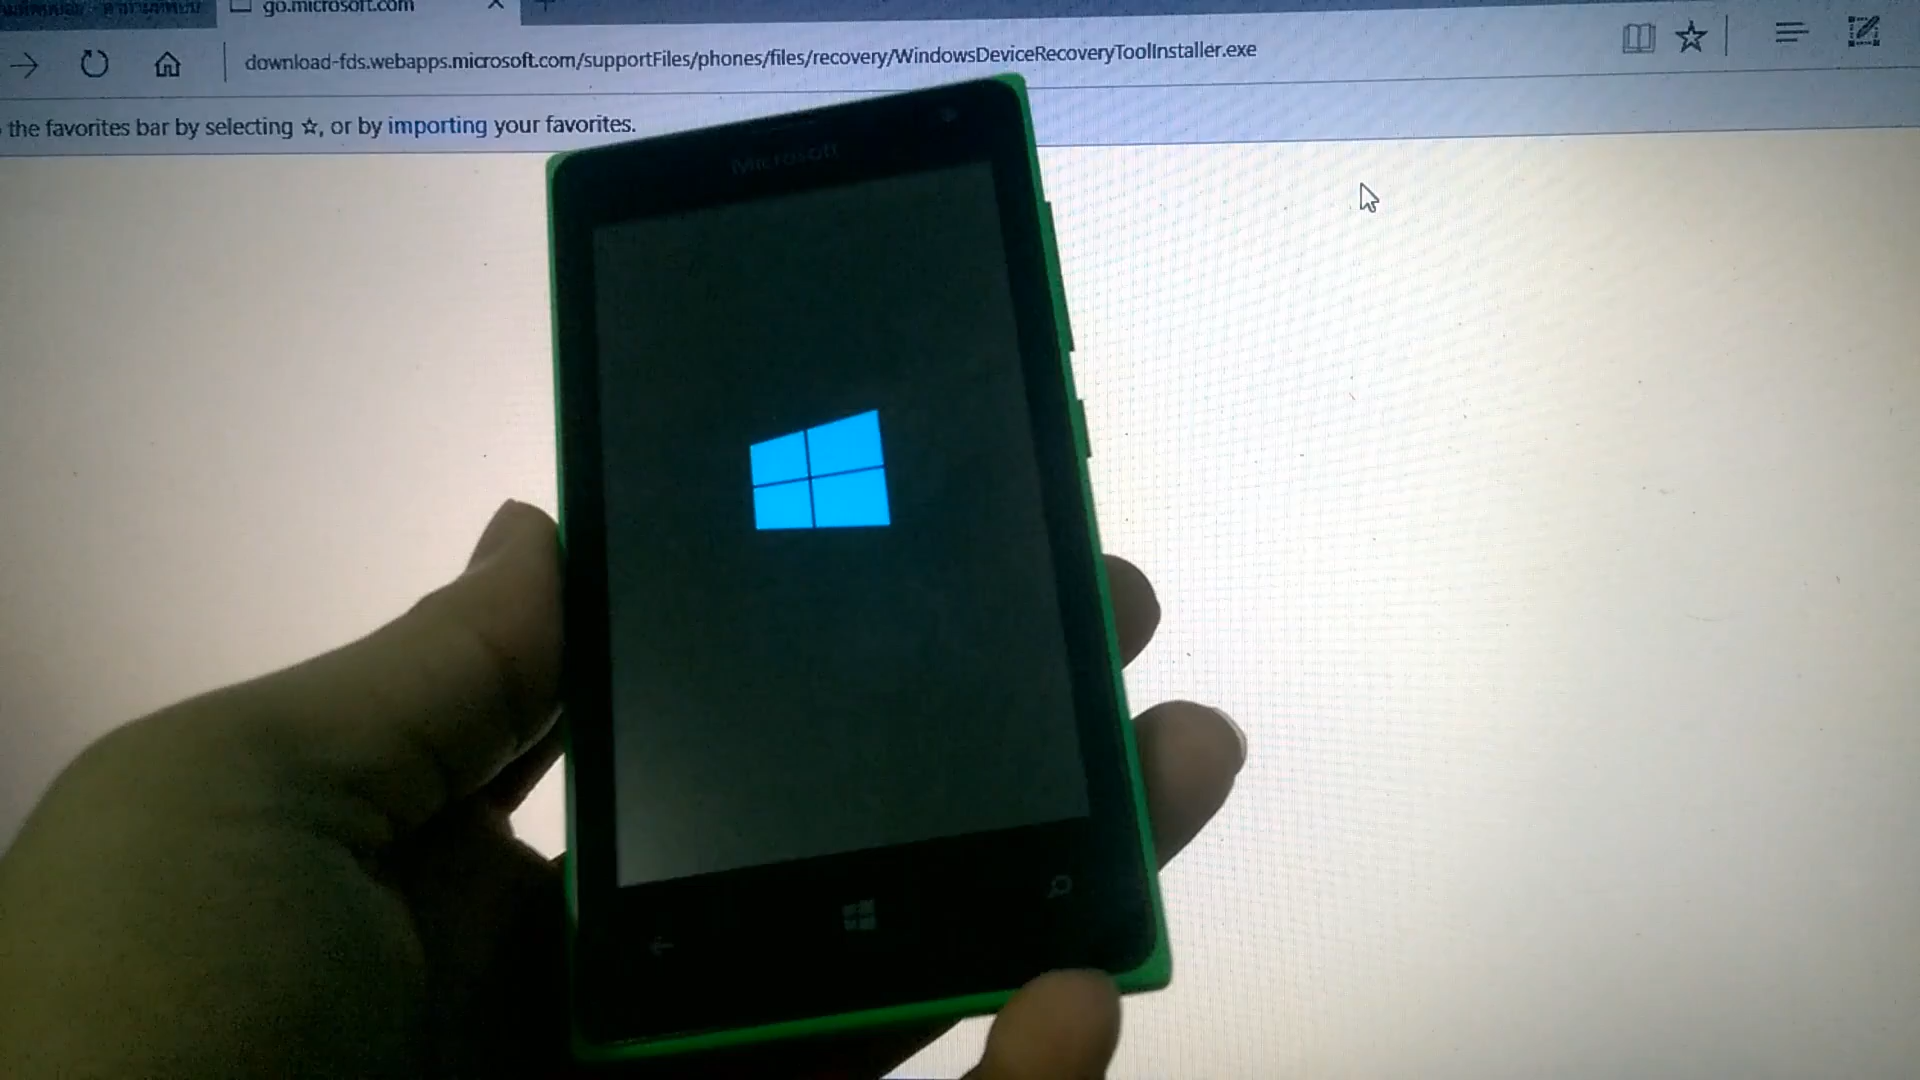 go.microsoft.com
download-fds.webapps.microsoft.com/supportFiles/phones/files/recovery/WindowsDeviceRecoveryToolInstaller.exe
the favorites bar by selecting ☆, or by importing your favorites.
Microsoft